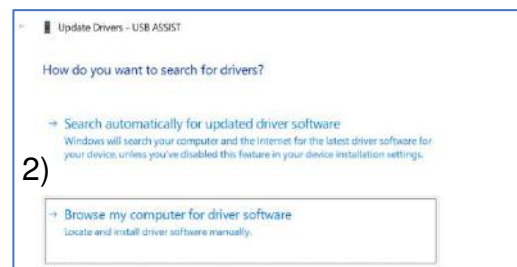 Update Drivers - USB ASSIST
How do you want to search for drivers?
→ Search automatically for updated driver software
Windows will search your computer and the Internet for the latest driver software for
your device, unless you've disabled this feature in your device installation settings.
2)
→ Browse my computer for driver software
Locate and install driver software manually.